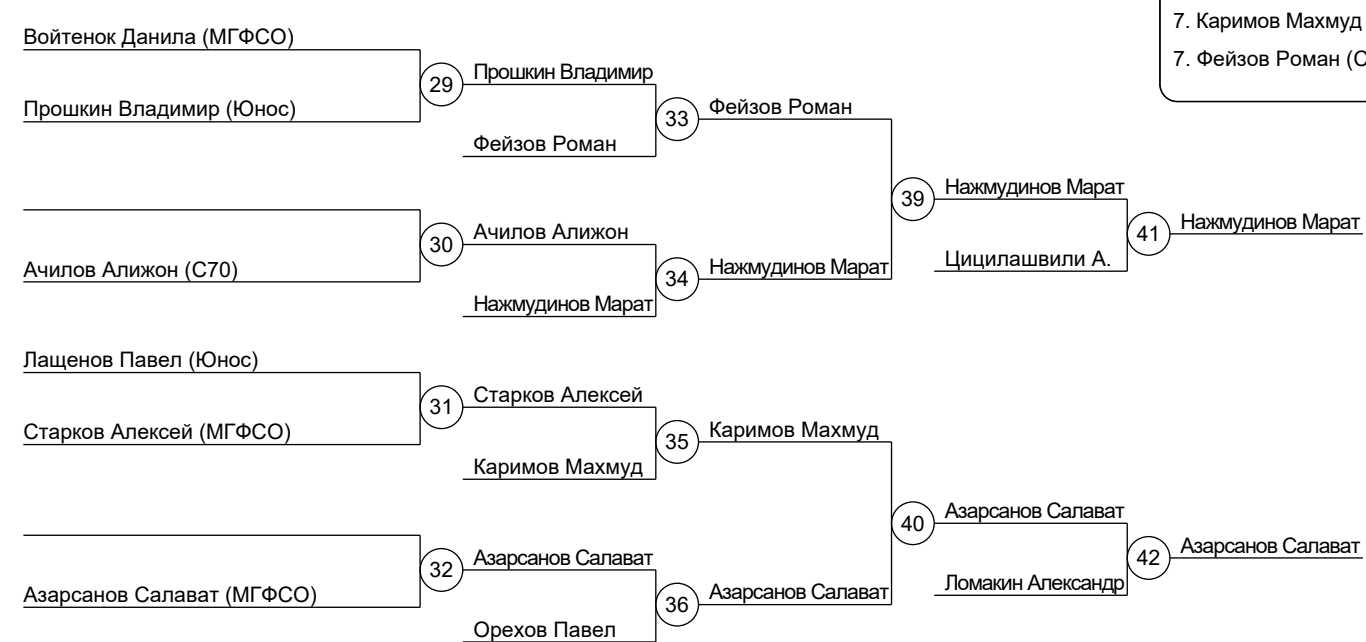 7. Каримов Махмуд
7. Фейзов Роман (С
Войтенок Данила (МГФСО)
29
Прошкин Владимир
Прошкин Владимир (Юнос)
33
Фейзов Роман
Фейзов Роман
39
Нажмудинов Марат
41
Нажмудинов Марат
30
Ачилов Алижон
Цицилашвили А.
Ачилов Алижон (С70)
34
Нажмудинов Марат
Нажмудинов Марат
Лащенов Павел (Юнос)
31
Старков Алексей
Старков Алексей (МГФСО)
35
Каримов Махмуд
Каримов Махмуд
40
Азарсанов Салават
42
Азарсанов Салават
32
Азарсанов Салават
Ломакин Александр
Азарсанов Салават (МГФСО)
36
Азарсанов Салават
Орехов Павел